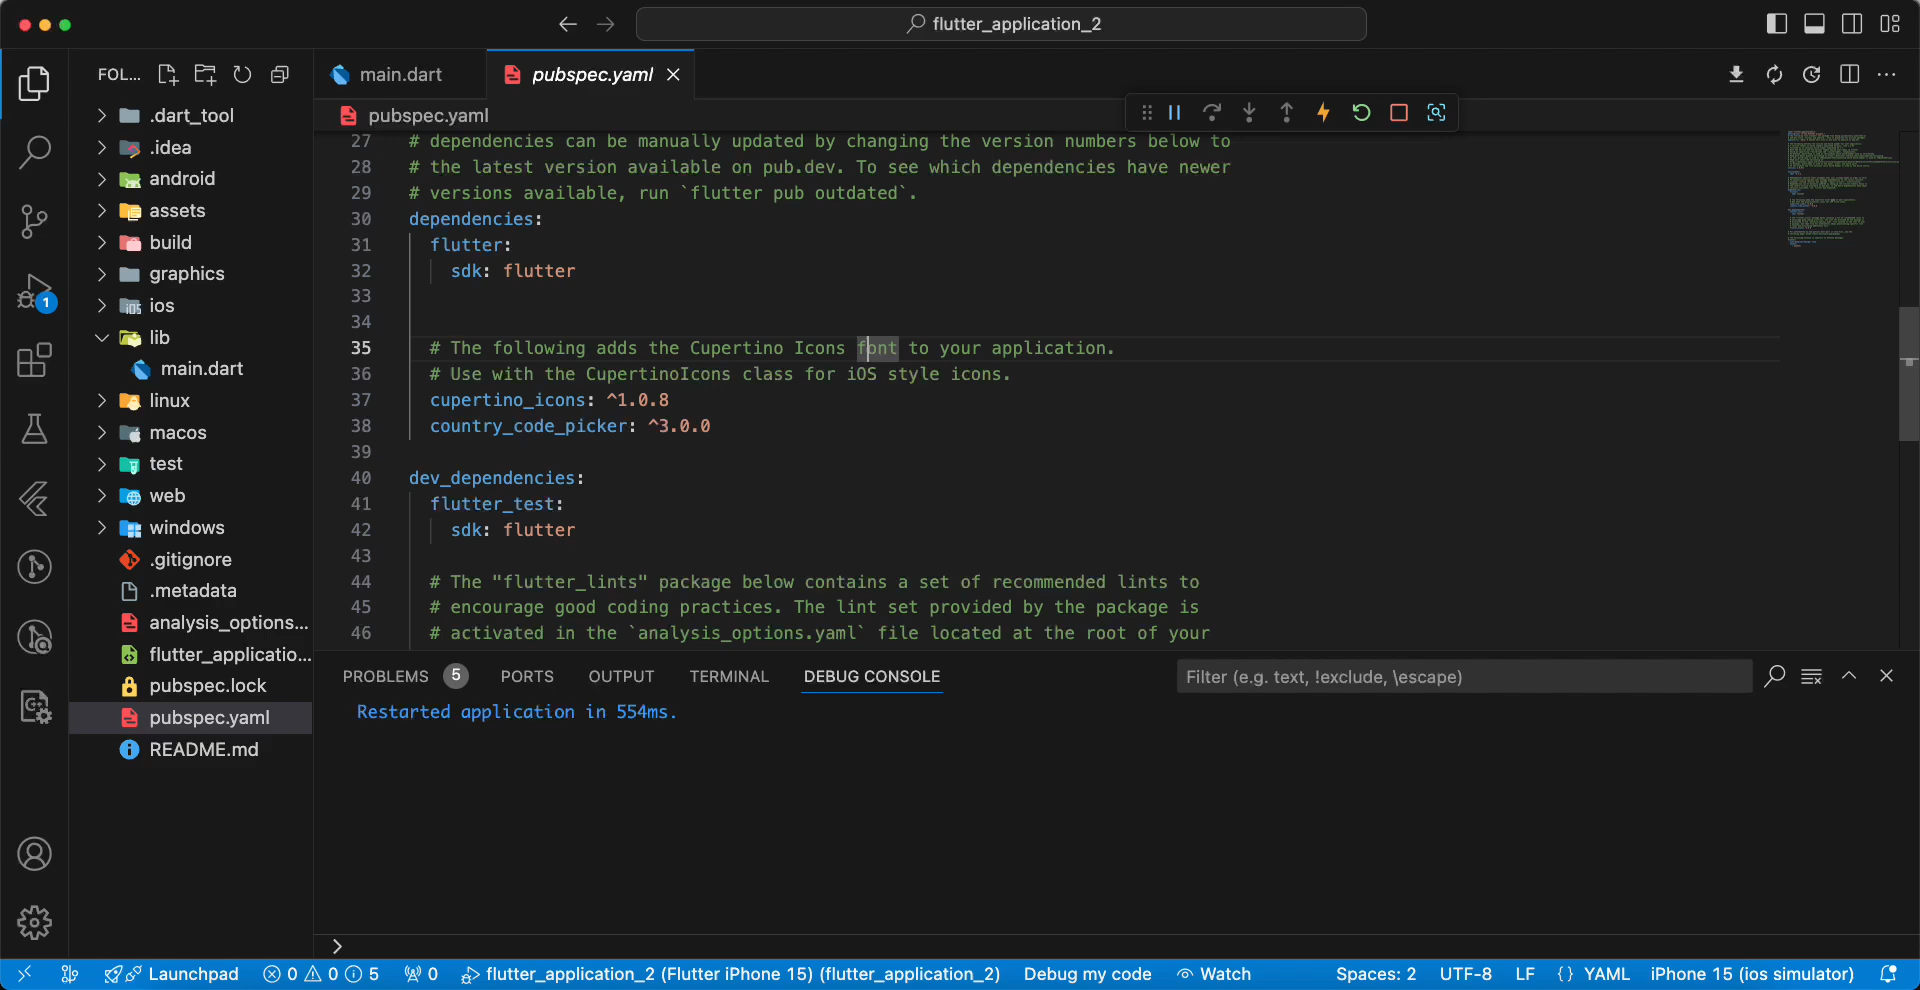 flutter_application_2
FOL...
main.dart
pubspec.yaml
pubspec.yaml
.dart_tool
.idea
android
assets
build
graphics
ios
lib
main.dart
linux
macos
test
web
windows
.gitignore
.metadata
analysis_options...
flutter_applicatio...
pubspec.lock
pubspec.yaml
README.md
1
27 # dependencies can be manually updated by changing the version numbers below to
28 # the latest version available on pub.dev. To see which dependencies have newer
29 # versions available, run `flutter pub outdated`.
30 dependencies:
31 flutter:
32 sdk: flutter
33
34
35 # The following adds the Cupertino Icons font to your application.
36 # Use with the CupertinoIcons class for iOS style icons.
37 cupertino_icons: ^1.0.8
38 country_code_picker: ^3.0.0
39
40 dev_dependencies:
41 flutter_test:
42 sdk: flutter
43
44 # The "flutter_lints" package below contains a set of recommended lints to
45 # encourage good coding practices. The lint set provided by the package is
46 # activated in the `analysis_options.yaml` file located at the root of your
PROBLEMS 5 PORTS OUTPUT TERMINAL DEBUG CONSOLE Filter (e.g. text, !exclude, \escape)
Restarted application in 554ms.
Launchpad 0 0 5 0 flutter_application_2 (Flutter iPhone 15) (flutter_application_2) Debug my code Watch Spaces: 2 UTF-8 LF {} YAML iPhone 15 (ios simulator)